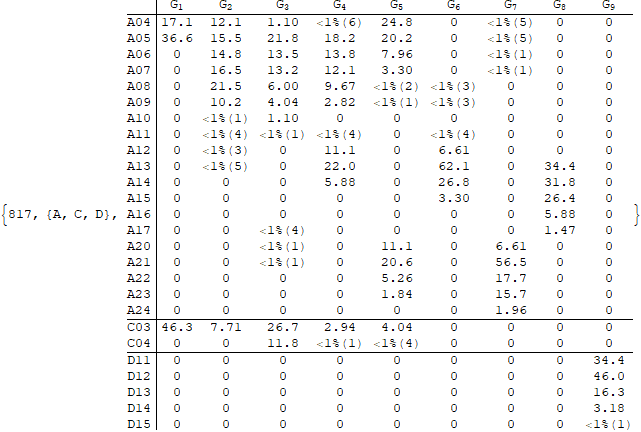 G₁ G₂ G₃ G₄ G₅ G₆ G₇ G₈ G₉
A04 17.1 12.1 1.10 <1%(6) 24.8 0 <1%(5) 0 0
A05 36.6 15.5 21.8 18.2 20.2 0 <1%(5) 0 0
A06 0 14.8 13.5 13.8 7.96 0 <1%(1) 0 0
A07 0 16.5 13.2 12.1 3.30 0 <1%(1) 0 0
A08 0 21.5 6.00 9.67 <1%(2) <1%(3) 0 0 0
A09 0 10.2 4.04 2.82 <1%(1) <1%(3) 0 0 0
A10 0 <1%(1) 1.10 0 0 0 0 0 0
A11 0 <1%(4) <1%(1) <1%(4) 0 <1%(4) 0 0 0
A12 0 <1%(3) 0 11.1 0 6.61 0 0 0
A13 0 <1%(5) 0 22.0 0 62.1 0 34.4 0
A14 0 0 0 5.88 0 26.8 0 31.8 0
A15 0 0 0 0 0 3.30 0 26.4 0
{817, {A, C, D}, A16 0 0 0 0 0 0 0 5.88 0 }
A17 0 0 <1%(4) 0 0 0 0 1.47 0
A20 0 0 <1%(1) 0 11.1 0 6.61 0 0
A21 0 0 <1%(1) 0 20.6 0 56.5 0 0
A22 0 0 0 0 5.26 0 17.7 0 0
A23 0 0 0 0 1.84 0 15.7 0 0
A24 0 0 0 0 0 0 1.96 0 0
C03 46.3 7.71 26.7 2.94 4.04 0 0 0 0
C04 0 0 11.8 <1%(1) <1%(4) 0 0 0 0
D11 0 0 0 0 0 0 0 0 34.4
D12 0 0 0 0 0 0 0 0 46.0
D13 0 0 0 0 0 0 0 0 16.3
D14 0 0 0 0 0 0 0 0 3.18
D15 0 0 0 0 0 0 0 0 <1%(1)